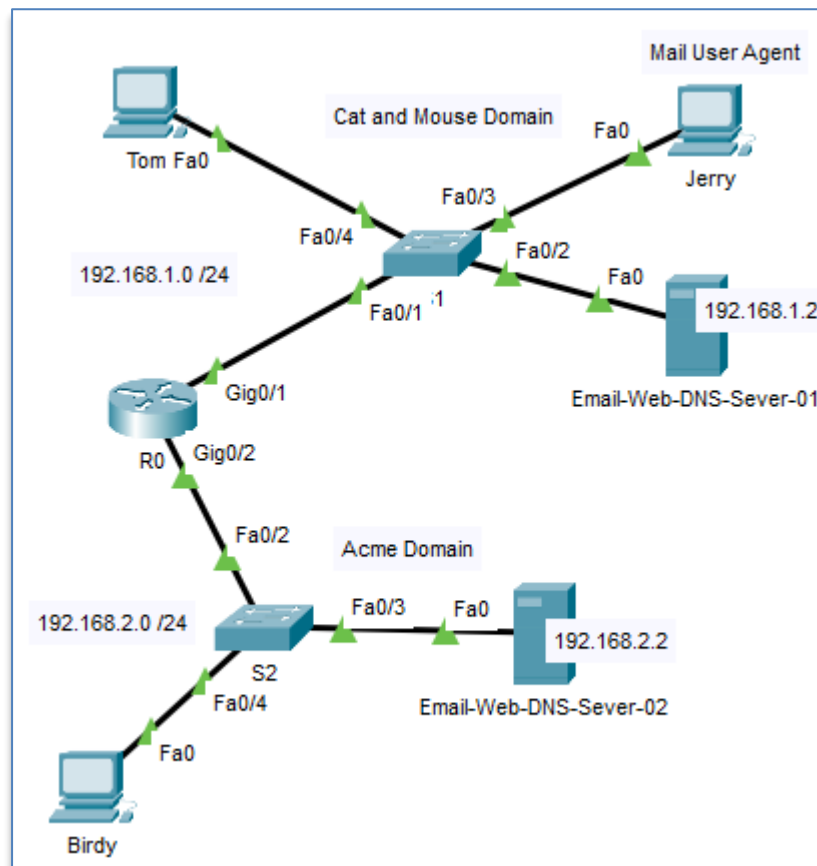 Mail User Agent
Cat and Mouse Domain
Tom Fa0
Fa0
Jerry
Fa0/3
Fa0/4
Fa0/2
192.168.1.0 /24
Fa0
Fa0/1
192.168.1.2
Gig0/1
Email-Web-DNS-Sever-01
R0
Gig0/2
Fa0/2
Acme Domain
192.168.2.0 /24
Fa0/3
Fa0
192.168.2.2
S2
Fa0/4
Email-Web-DNS-Sever-02
Fa0
Birdy